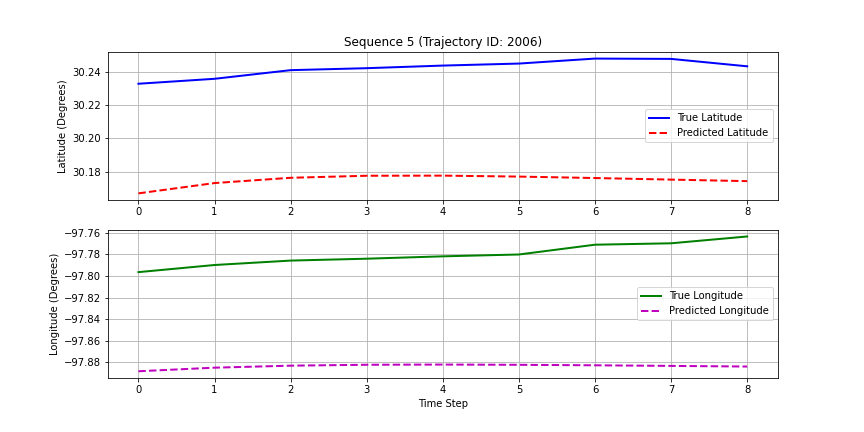 Sequence 5 (Trajectory ID: 2006)
Latitude (Degrees)
30.24
30.22
30.20
30.18
True Latitude
Predicted Latitude
0 1 2 3 4 5 6 7 8
Longitude (Degrees)
−97.76
−97.78
−97.80
−97.82
−97.84
−97.86
−97.88
True Longitude
Predicted Longitude
0 1 2 3 4 5 6 7 8
Time Step